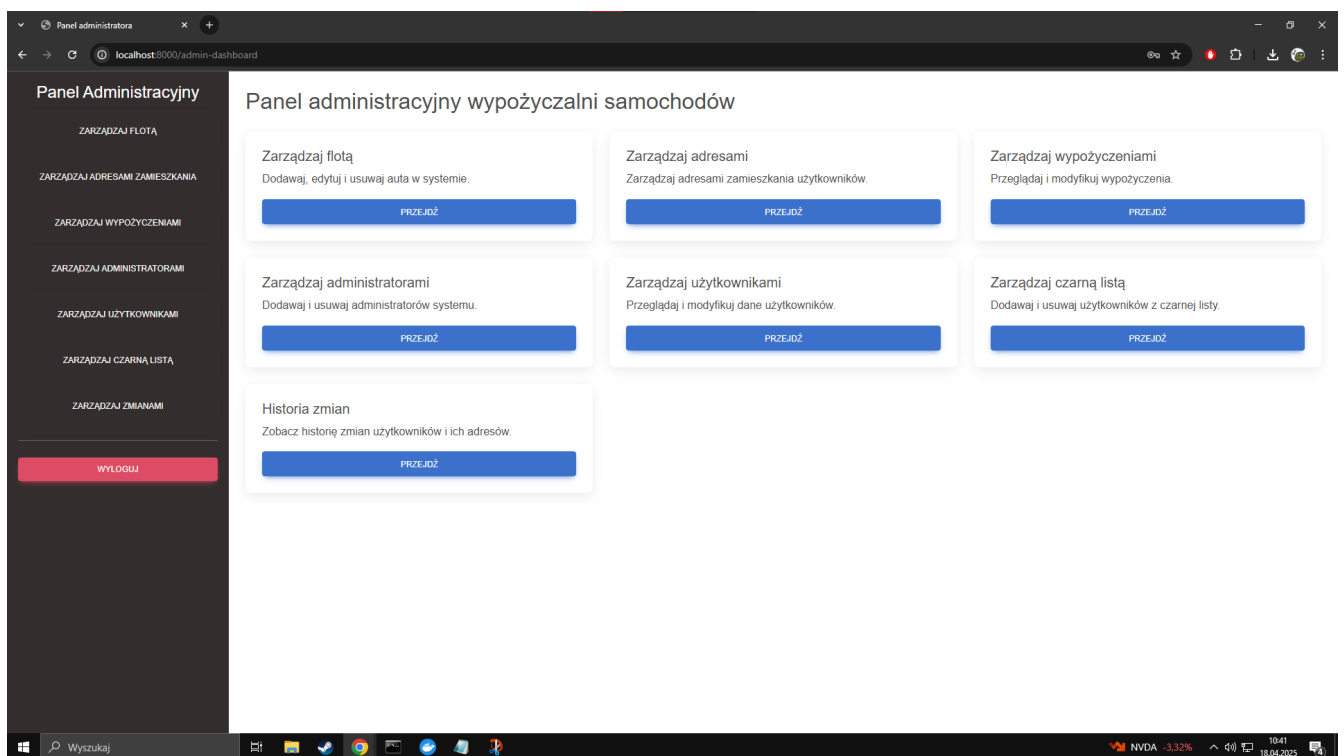 Panel administratora
localhost:8000/admin-dashboard
Panel Administracyjny
ZARZĄDZAJ FLOTĄ
ZARZĄDZAJ ADRESAMI ZAMIESZKANIA
ZARZĄDZAJ WYPOŻYCZENIAMI
ZARZĄDZAJ ADMINISTRATORAMI
ZARZĄDZAJ UŻYTKOWNIKAMI
ZARZĄDZAJ CZARNĄ LISTĄ
ZARZĄDZAJ ZMIANAMI
WYLOGUJ
Panel administracyjny wypożyczalni samochodów
Zarządzaj flotą
Dodawaj, edytuj i usuwaj auta w systemie.
PRZEJDŹ
Zarządzaj adresami
Zarządzaj adresami zamieszkania użytkowników.
PRZEJDŹ
Zarządzaj wypożyczeniami
Przeglądaj i modyfikuj wypożyczenia.
PRZEJDŹ
Zarządzaj administratorami
Dodawaj i usuwaj administratorów systemu.
PRZEJDŹ
Zarządzaj użytkownikami
Przeglądaj i modyfikuj dane użytkowników.
PRZEJDŹ
Zarządzaj czarną listą
Dodawaj i usuwaj użytkowników z czarnej listy.
PRZEJDŹ
Historia zmian
Zobacz historię zmian użytkowników i ich adresów.
PRZEJDŹ
Wyszukaj
NVDA -3,32%
10:41
18.04.2025
4